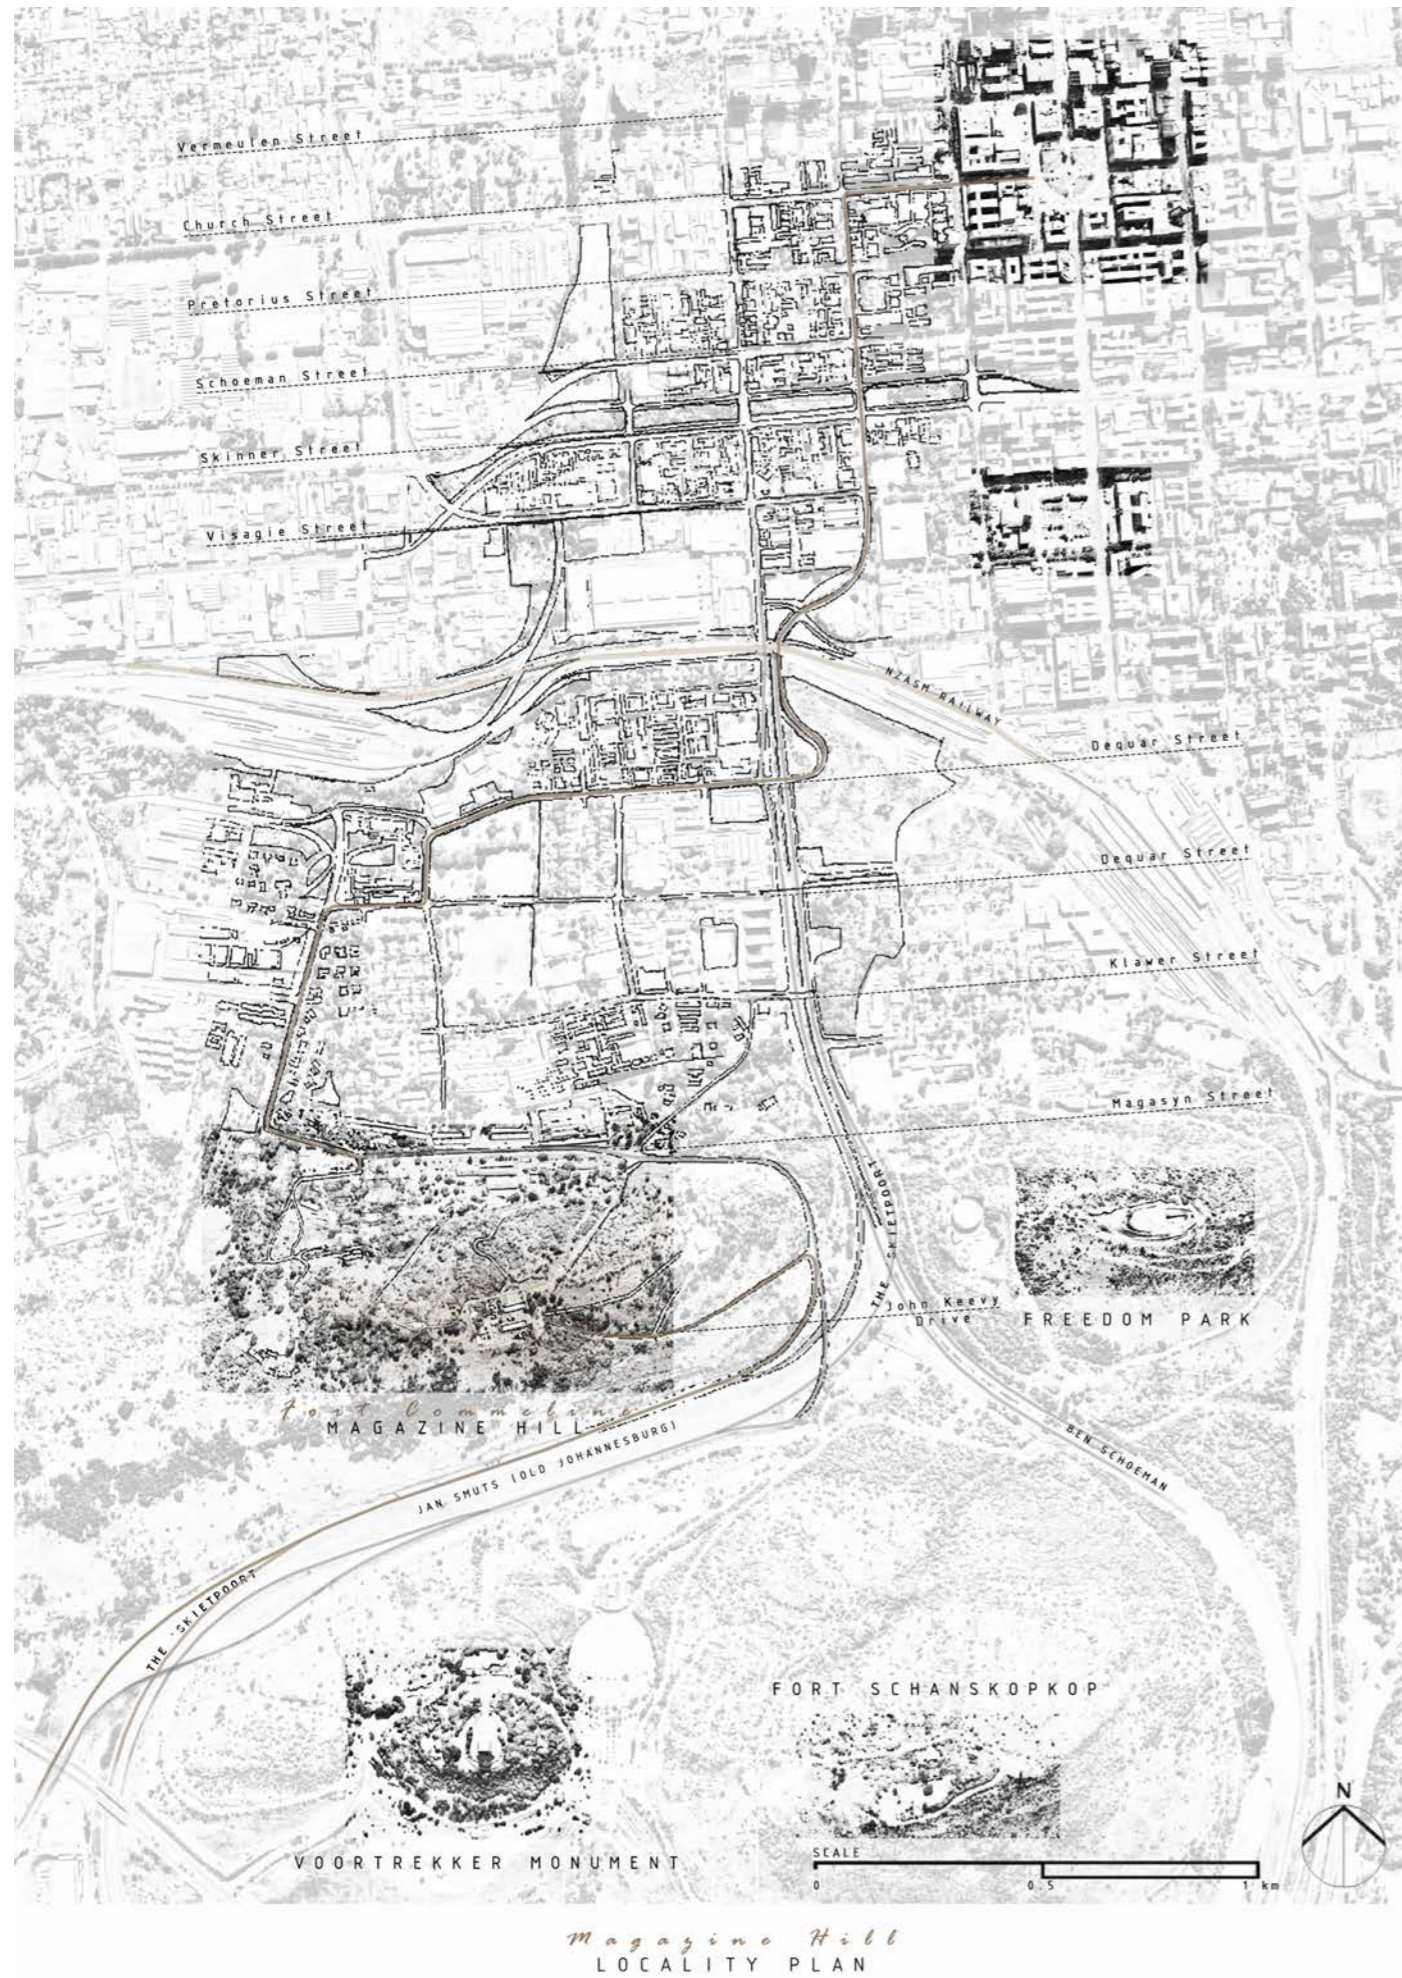 Vermeulen Street
Church Street
Pretorius Street
Schoeman Street
Skinner Street
Visagie Street
NZASM RAILWAY
Dequar Street
Dequar Street
Klawer Street
Magasyn Street
THE SKIETPOORT
John Keevy
Drive
FREEDOM PARK
Fort Commeline
MAGAZINE HILL
JAN SMUTS (OLD JOHANNESBURG)
BEN SCHOEMAN
THE 'SKIETPOORT
FORT SCHANSKOPKOP
VOORTREKKER MONUMENT
N
SCALE
0 0.5 1 km
Magazine Hill
LOCALITY PLAN